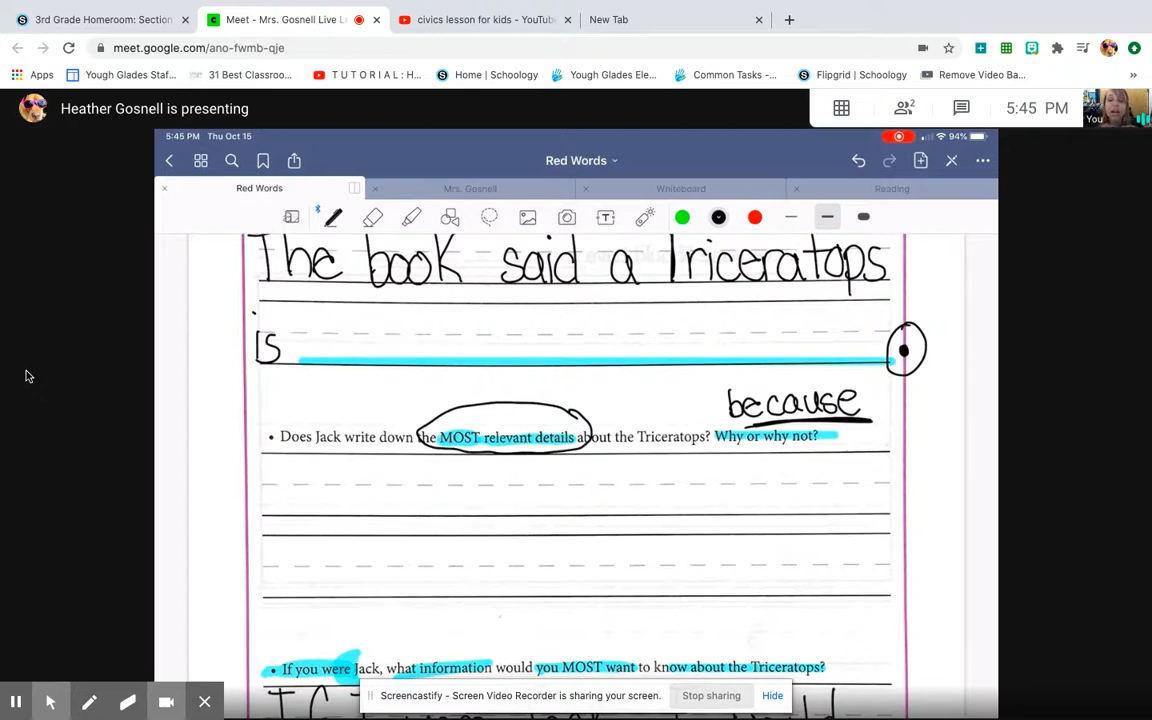 3rd Grade Homeroom: Section
Meet - Mrs. Gosnell Live L
civics lesson for kids - YouTube
New Tab
meet.google.com/ano-fwmb-qje
Apps
Yough Glades Staf...
31 Best Classroo...
T U T O R I A L : H...
Home | Schoology
Yough Glades Ele...
Common Tasks -...
Flipgrid | Schoology
Remove Video Ba...
Heather Gosnell is presenting
2
5:45 PM
You
5:45 PM Thu Oct 15
94%
Red Words
Red Words
Mrs. Gosnell
Whiteboard
Reading
The book said a Triceratops
is .
because
• Does Jack write down the MOST relevant details about the Triceratops? Why or why not?
• If you were Jack, what information would you MOST want to know about the Triceratops?
Screencastify - Screen Video Recorder is sharing your screen.
Stop sharing
Hide